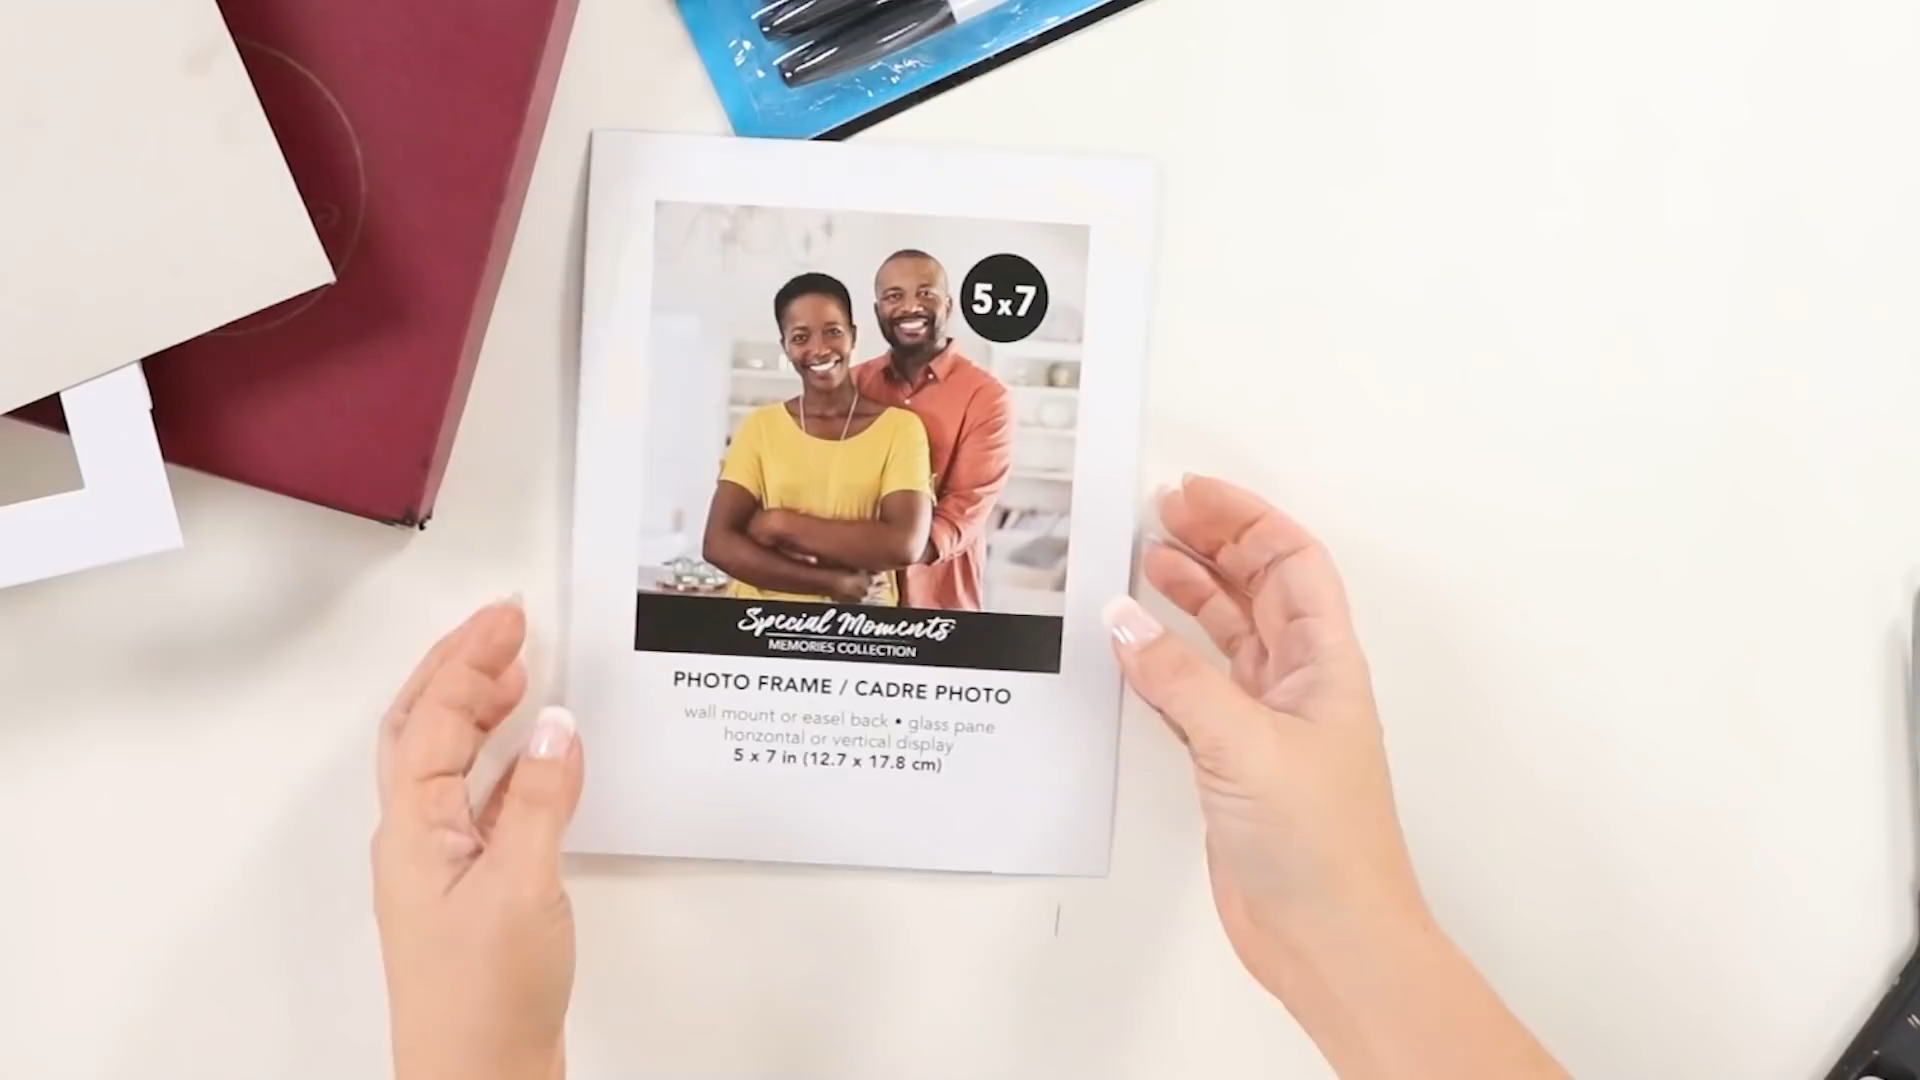 5x7
Special Moments
MEMORIES COLLECTION
PHOTO FRAME / CADRE PHOTO
wall mount or easel back • glass pane
horizontal or vertical display
5 x 7 in (12.7 x 17.8 cm)